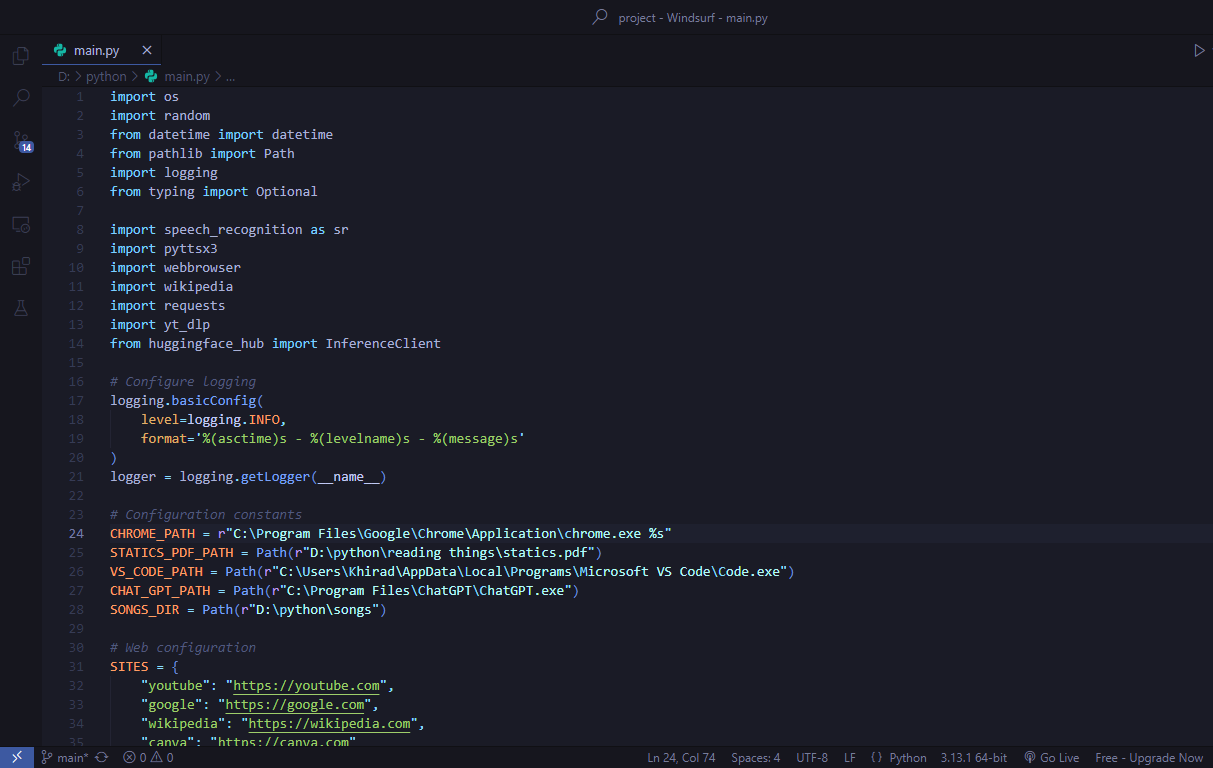 project - Windsurf - main.py
main.py
D: > python > main.py > ...
14
1 import os
2 import random
3 from datetime import datetime
4 from pathlib import Path
5 import logging
6 from typing import Optional
7
8 import speech_recognition as sr
9 import pyttsx3
10 import webbrowser
11 import wikipedia
12 import requests
13 import yt_dlp
14 from huggingface_hub import InferenceClient
15
16 # Configure logging
17 logging.basicConfig(
18     level=logging.INFO,
19     format='%(asctime)s - %(levelname)s - %(message)s'
20 )
21 logger = logging.getLogger(__name__)
22
23 # Configuration constants
24 CHROME_PATH = r"C:\Program Files\Google\Chrome\Application\chrome.exe %s"
25 STATICS_PDF_PATH = Path(r"D:\python\reading things\statics.pdf")
26 VS_CODE_PATH = Path(r"C:\Users\Khirad\AppData\Local\Programs\Microsoft VS Code\Code.exe")
27 CHAT_GPT_PATH = Path(r"C:\Program Files\ChatGPT\ChatGPT.exe")
28 SONGS_DIR = Path(r"D:\python\songs")
29
30 # Web configuration
31 SITES = {
32     "youtube": "https://youtube.com",
33     "google": "https://google.com",
34     "wikipedia": "https://wikipedia.com",
35     "canva": "https://canva.com"
main* 0 0 Ln 24, Col 74 Spaces: 4 UTF-8 LF {} Python 3.13.1 64-bit Go Live Free - Upgrade Now